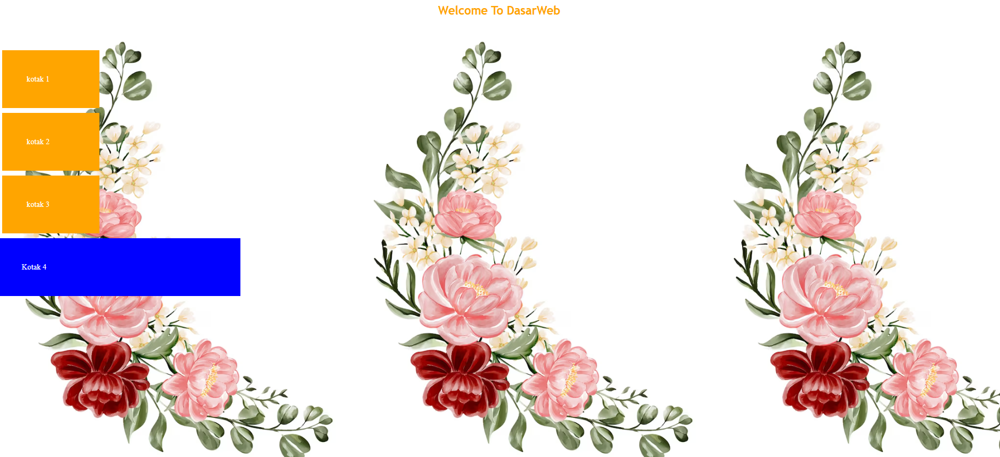 Welcome To DasarWeb
kotak 1
kotak 2
kotak 3
Kotak 4